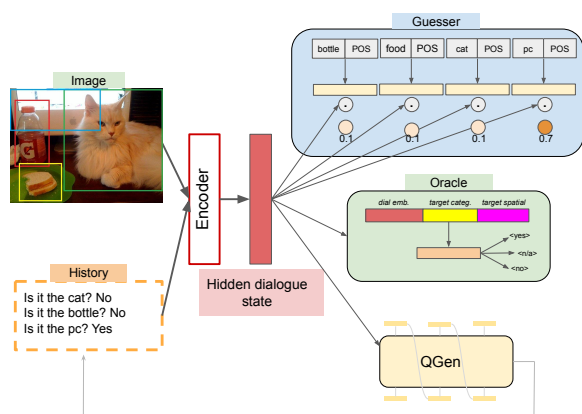 Guesser
bottle POS food POS cat POS pc POS
. . . .
0.1 0.1 0.1 0.7
Image
G
Encoder
Hidden dialogue
state
Oracle
dial emb. target categ. target spatial
<yes>
<n/a>
<no>
History
Is it the cat? No
Is it the bottle? No
Is it the pc? Yes
QGen